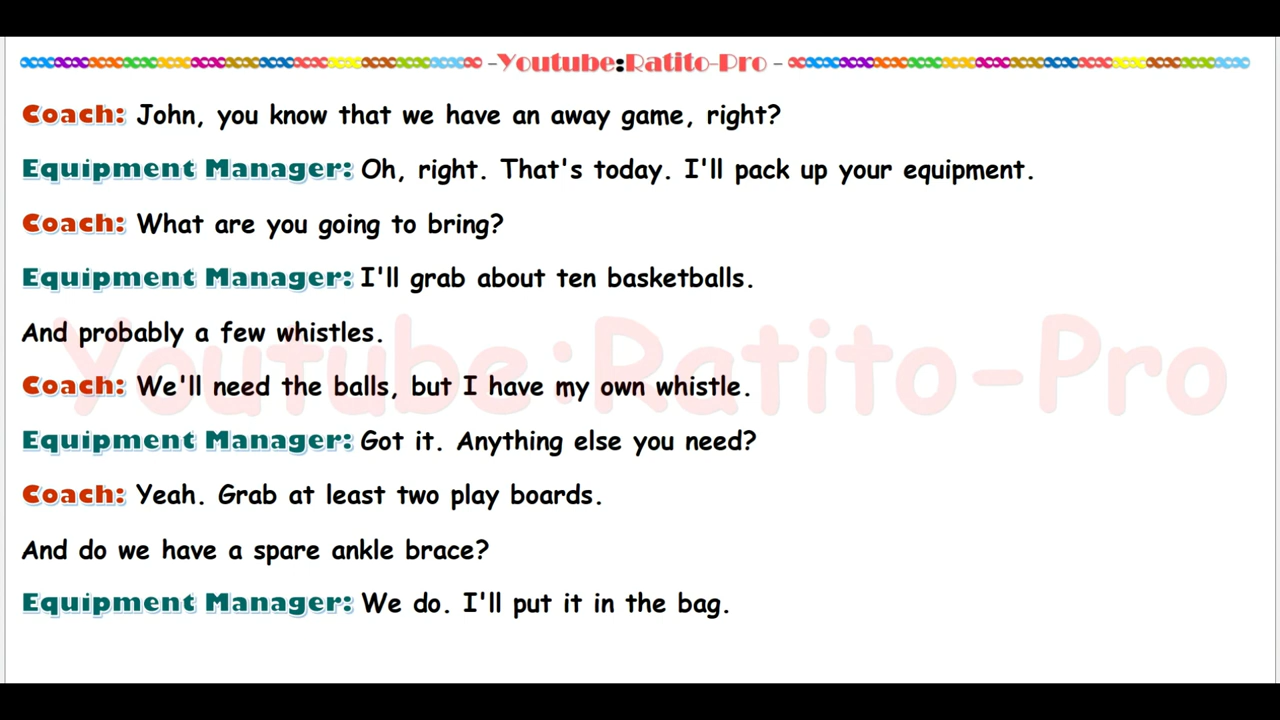 -Youtube:Ratito-Pro -
Coach: John, you know that we have an away game, right?
Equipment Manager: Oh, right. That's today. I'll pack up your equipment.
Coach: What are you going to bring?
Equipment Manager: I'll grab about ten basketballs.
And probably a few whistles.
Youtube:Ratito-Pro
Coach: We'll need the balls, but I have my own whistle.
Equipment Manager: Got it. Anything else you need?
Coach: Yeah. Grab at least two play boards.
And do we have a spare ankle brace?
Equipment Manager: We do. I'll put it in the bag.